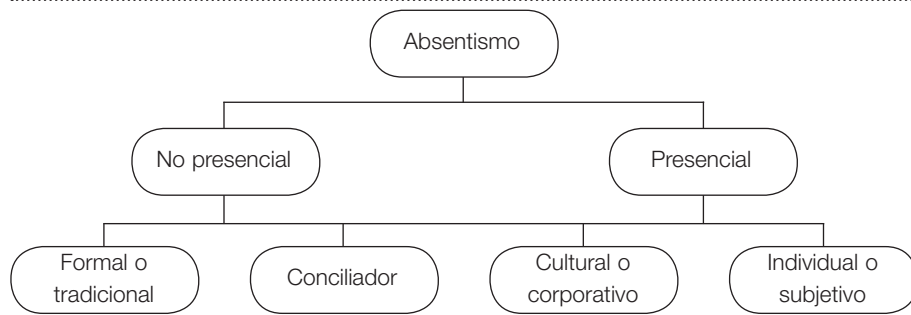 Absentismo
No presencial
Presencial
Formal o
tradicional
Conciliador
Cultural o
corporativo
Individual o
subjetivo